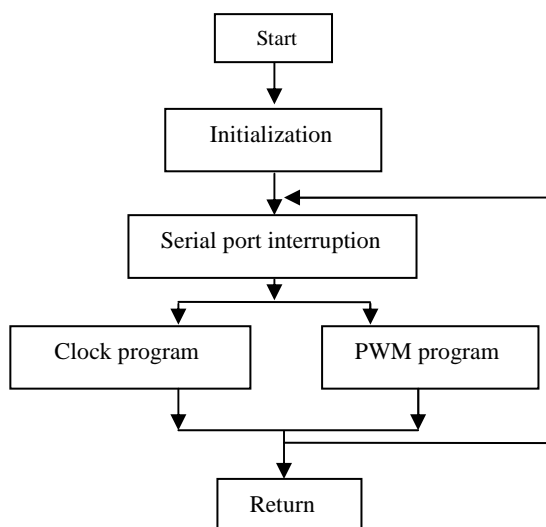 Start
Initialization
Serial port interruption
Clock program
PWM program
Return